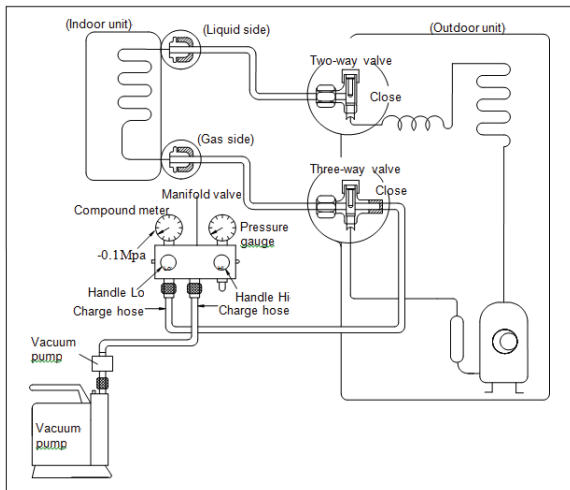 (Indoor unit)
(Liquid side)
(Outdoor unit)
Two-way valve
Close
(Gas side)
Three-way valve
Close
Manifold valve
Compound meter
Pressure
gauge
-0.1Mpa
Handle Lo
Handle Hi
Charge hose
Charge hose
Vacuum
pump
Vacuum
pump